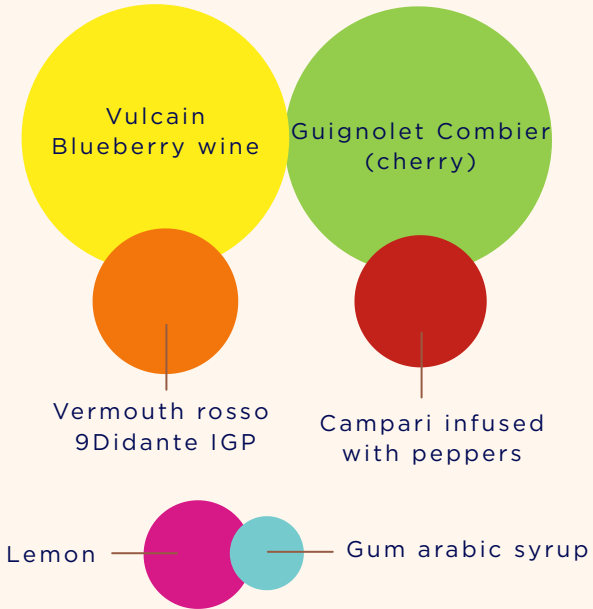 Vulcain
Blueberry wine
Guignolet Combier
(cherry)
Vermouth rosso
9Didante IGP
Campari infused
with peppers
Lemon
Gum arabic syrup